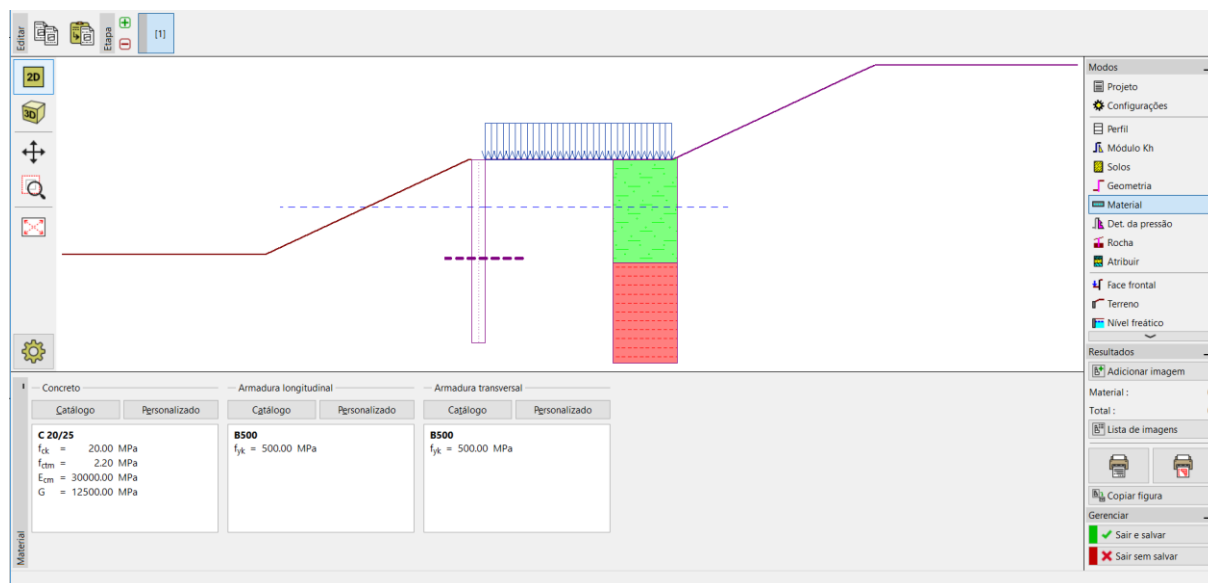 Editar
Etapa
[1]
2D
3D
Modos
Projeto
Configurações
Perfil
Módulo Kh
Solos
Geometria
Material
Det. da pressão
Rocha
Atribuir
Face frontal
Terreno
Nível freático
Resultados
Adicionar imagem
Material :
Total :
Lista de imagens
Copiar figura
Gerenciar
Sair e salvar
Sair sem salvar
Material
Concreto
Catálogo Personalizado
C 20/25
fck = 20.00 MPa
fctm = 2.20 MPa
Ecm = 30000.00 MPa
G = 12500.00 MPa
Armadura longitudinal
Catálogo Personalizado
B500
fyk = 500.00 MPa
Armadura transversal
Catálogo Personalizado
B500
fyk = 500.00 MPa